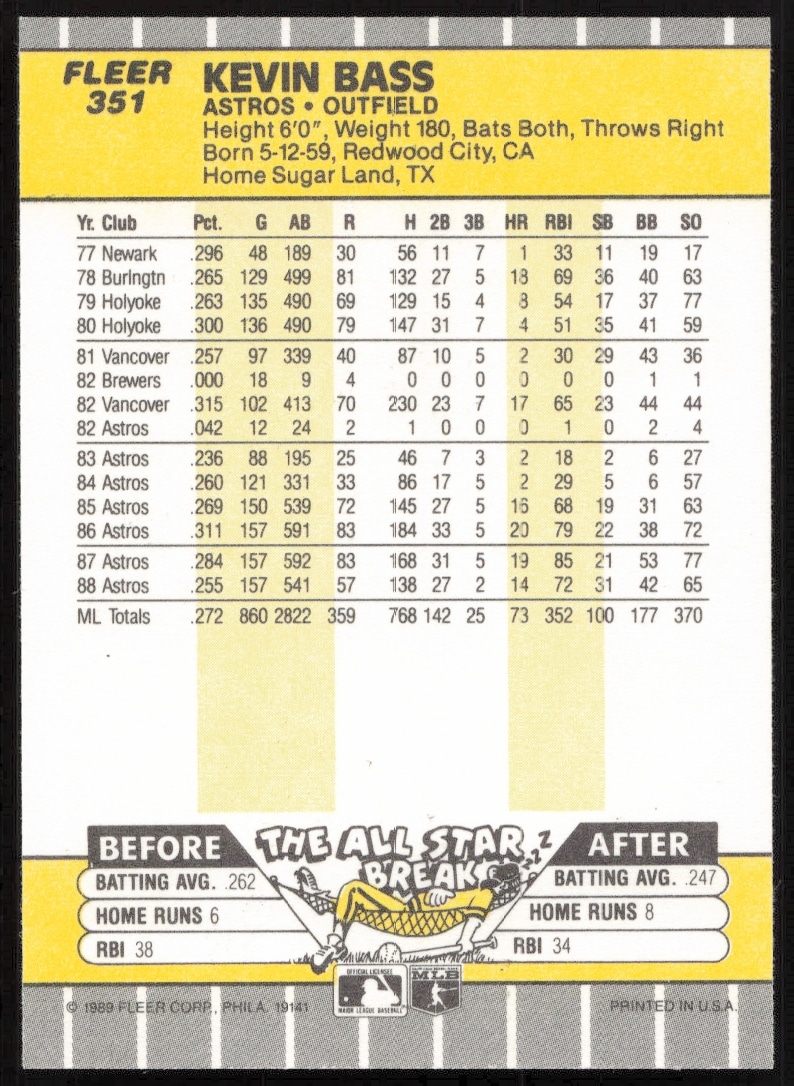 FLEER
351
KEVIN BASS
ASTROS • OUTFIELD
Height 6'0", Weight 180, Bats Both, Throws Right
Born 5-12-59, Redwood City, CA
Home Sugar Land, TX
Yr. Club Pct. G AB R H 2B 3B HR RBI SB BB SO
77 Newark .296 48 189 30 56 11 7 1 33 11 19 17
78 Burlngtn .265 129 499 81 132 27 5 18 69 36 40 63
79 Holyoke .263 135 490 69 129 15 4 8 54 17 37 77
80 Holyoke .300 136 490 79 147 31 7 4 51 35 41 59
81 Vancover .257 97 339 40 87 10 5 2 30 29 43 36
82 Brewers .000 18 9 4 0 0 0 0 0 0 1 1
82 Vancover .315 102 413 70 230 23 7 17 65 23 44 44
82 Astros .042 12 24 2 1 0 0 0 1 0 2 4
83 Astros .236 88 195 25 46 7 3 2 18 2 6 27
84 Astros .260 121 331 33 86 17 5 2 29 5 6 57
85 Astros .269 150 539 72 145 27 5 16 68 19 31 63
86 Astros .311 157 591 83 184 33 5 20 79 22 38 72
87 Astros .284 157 592 83 168 31 5 19 85 21 53 77
88 Astros .255 157 541 57 138 27 2 14 72 31 42 65
ML Totals .272 860 2822 359 768 142 25 73 352 100 177 370
BEFORE THE ALL STAR BREAK ZZZZ AFTER
BATTING AVG. .262 BATTING AVG. .247
HOME RUNS 6 HOME RUNS 8
RBI 38 RBI 34
OFFICIAL LICENSEE
MAJOR LEAGUE BASEBALL
MLB
© 1989 FLEER CORP., PHILA. 19141 PRINTED IN U.S.A.